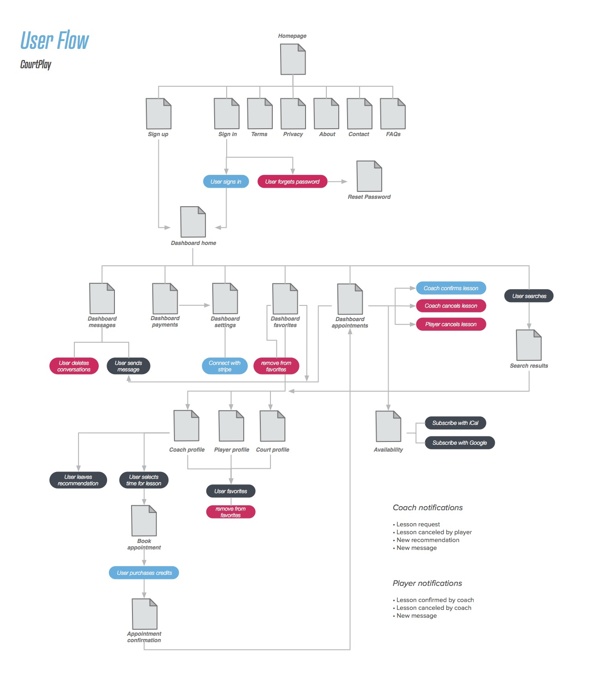 User Flow
CourtPlay
Homepage
Sign up
Sign in
Terms
Privacy
About
Contact
FAQs
User signs in
User forgets password
Reset Password
Dashboard home
Dashboard
messages
Dashboard
payments
Dashboard
settings
Dashboard
favorites
Dashboard
appointments
Coach confirms lesson
Coach cancels lesson
Player cancels lesson
User searches
Search results
User deletes
conversations
User sends
message
Connect with
stripe
remove from
favorites
Coach profile
Player profile
Court profile
Availability
Subscribe with iCal
Subscribe with Google
User leaves
recommendation
User selects
time for lesson
User favorites
remove from
favorites
Book
appointment
User purchases credits
Appointment
confirmation
Coach notifications
• Lesson request
• Lesson canceled by player
• New recommendation
• New message
Player notifications
• Lesson confirmed by coach
• Lesson canceled by coach
• New message